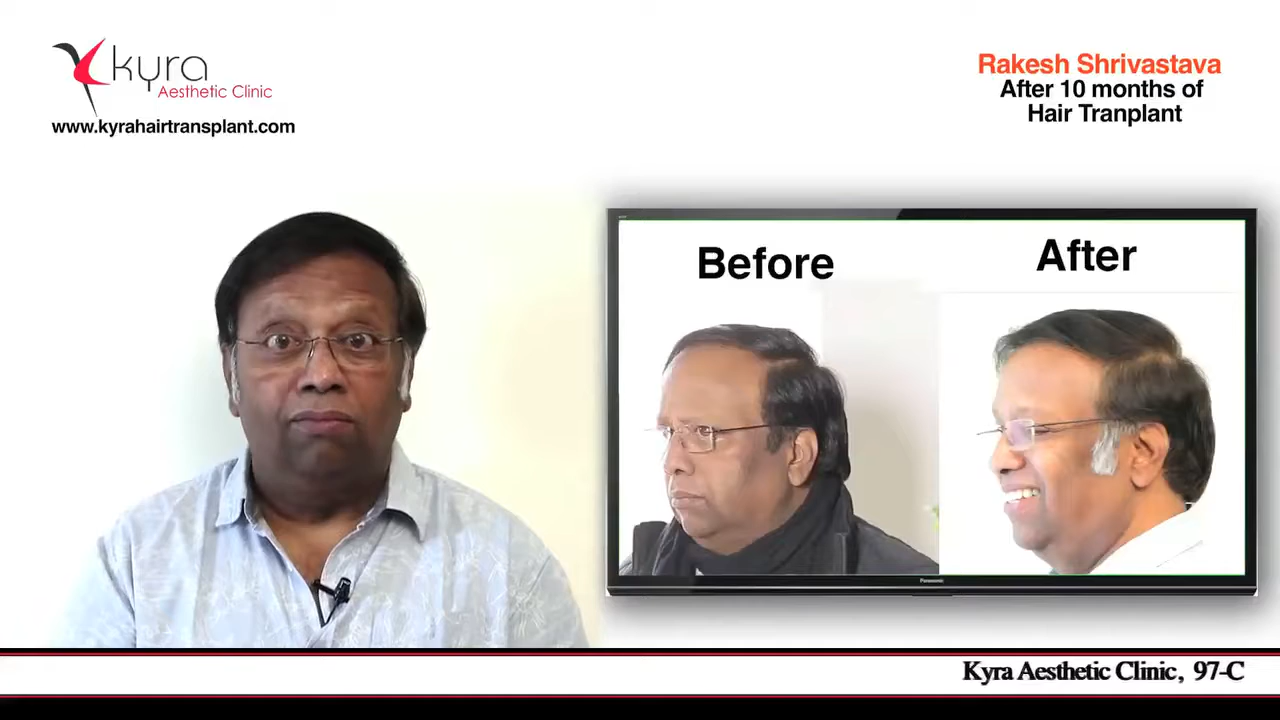 kyra
Aesthetic Clinic
www.kyrahairtransplant.com
Rakesh Shrivastava
After 10 months of
Hair Tranplant
Before
After
Panasonic
Kyra Aesthetic Clinic, 97-C